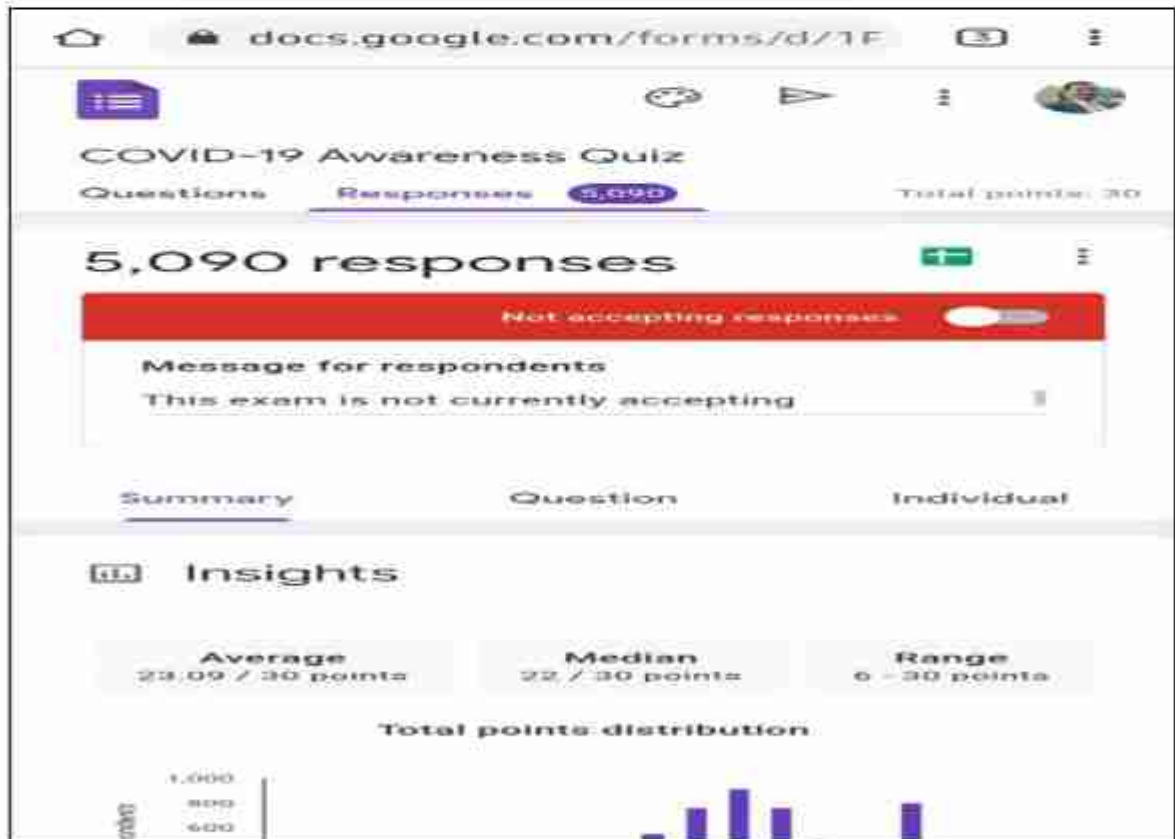 docs.google.com/forms/d/1F
3
COVID-19 Awareness Quiz
Questions Responses 5,090 Total points: 30
5,090 responses
Not accepting responses
Message for respondents
This exam is not currently accepting
Summary Question Individual
Insights
Average Median Range
23.09 / 30 points 22 / 30 points 6 - 30 points
Total points distribution
1,000
800
600